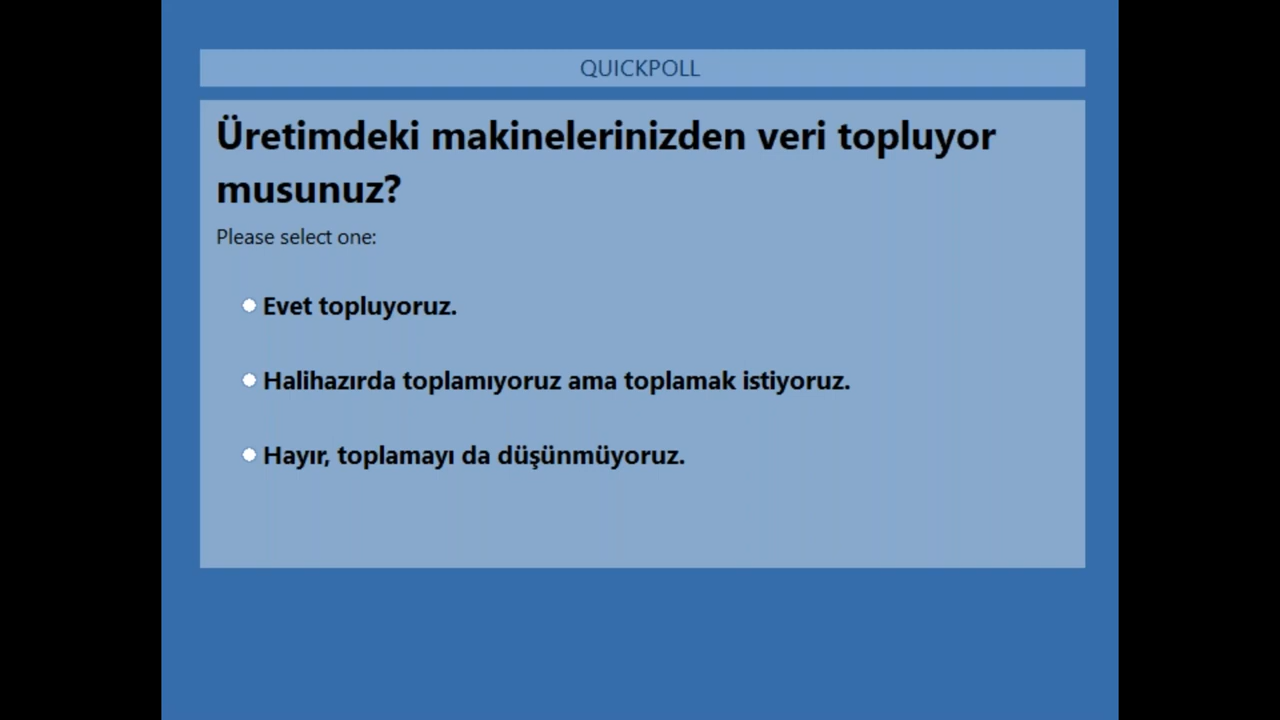 QUICKPOLL
Üretimdeki makinelerinizden veri topluyor
musunuz?
Please select one:
Evet topluyoruz.
Halihazırda toplamıyoruz ama toplamak istiyoruz.
Hayır, toplamayı da düşünmüyoruz.